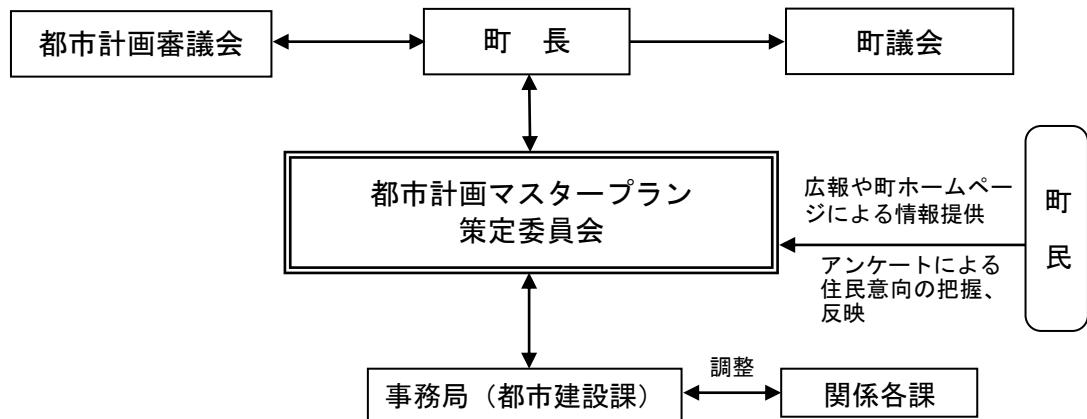 都市計画審議会
町　長
町議会
都市計画マスタープラン
策定委員会
広報や町ホームペー
ジによる情報提供
アンケートによる
住民意向の把握、
反映
町
民
事務局（都市建設課）
調整
関係各課